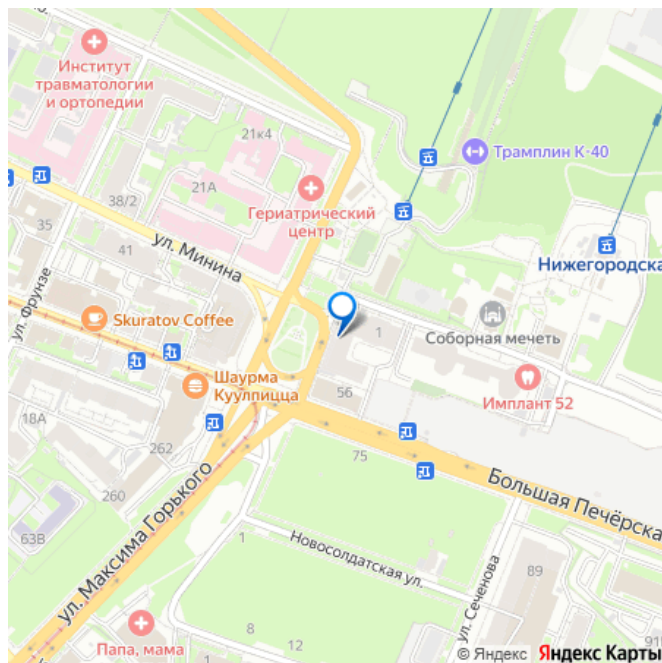 Институт
травматологии
и ортопедии
21к4
Трамплин К-40
38/2
21А
Гериатрический
центр
35
41
ул. Минина
Нижегородска
ул. Фрунзе
Skuratov Coffee
1
Соборная мечеть
Шаурма
Куулпицца
56
Имплант 52
18А
262
260
75
Большая Печёрска
63В
ул. Максима Горького
1
Новосолдатская ул.
ул. Сеченова
89
8
12
Папа, мама
91
© Яндекс Яндекс Карты